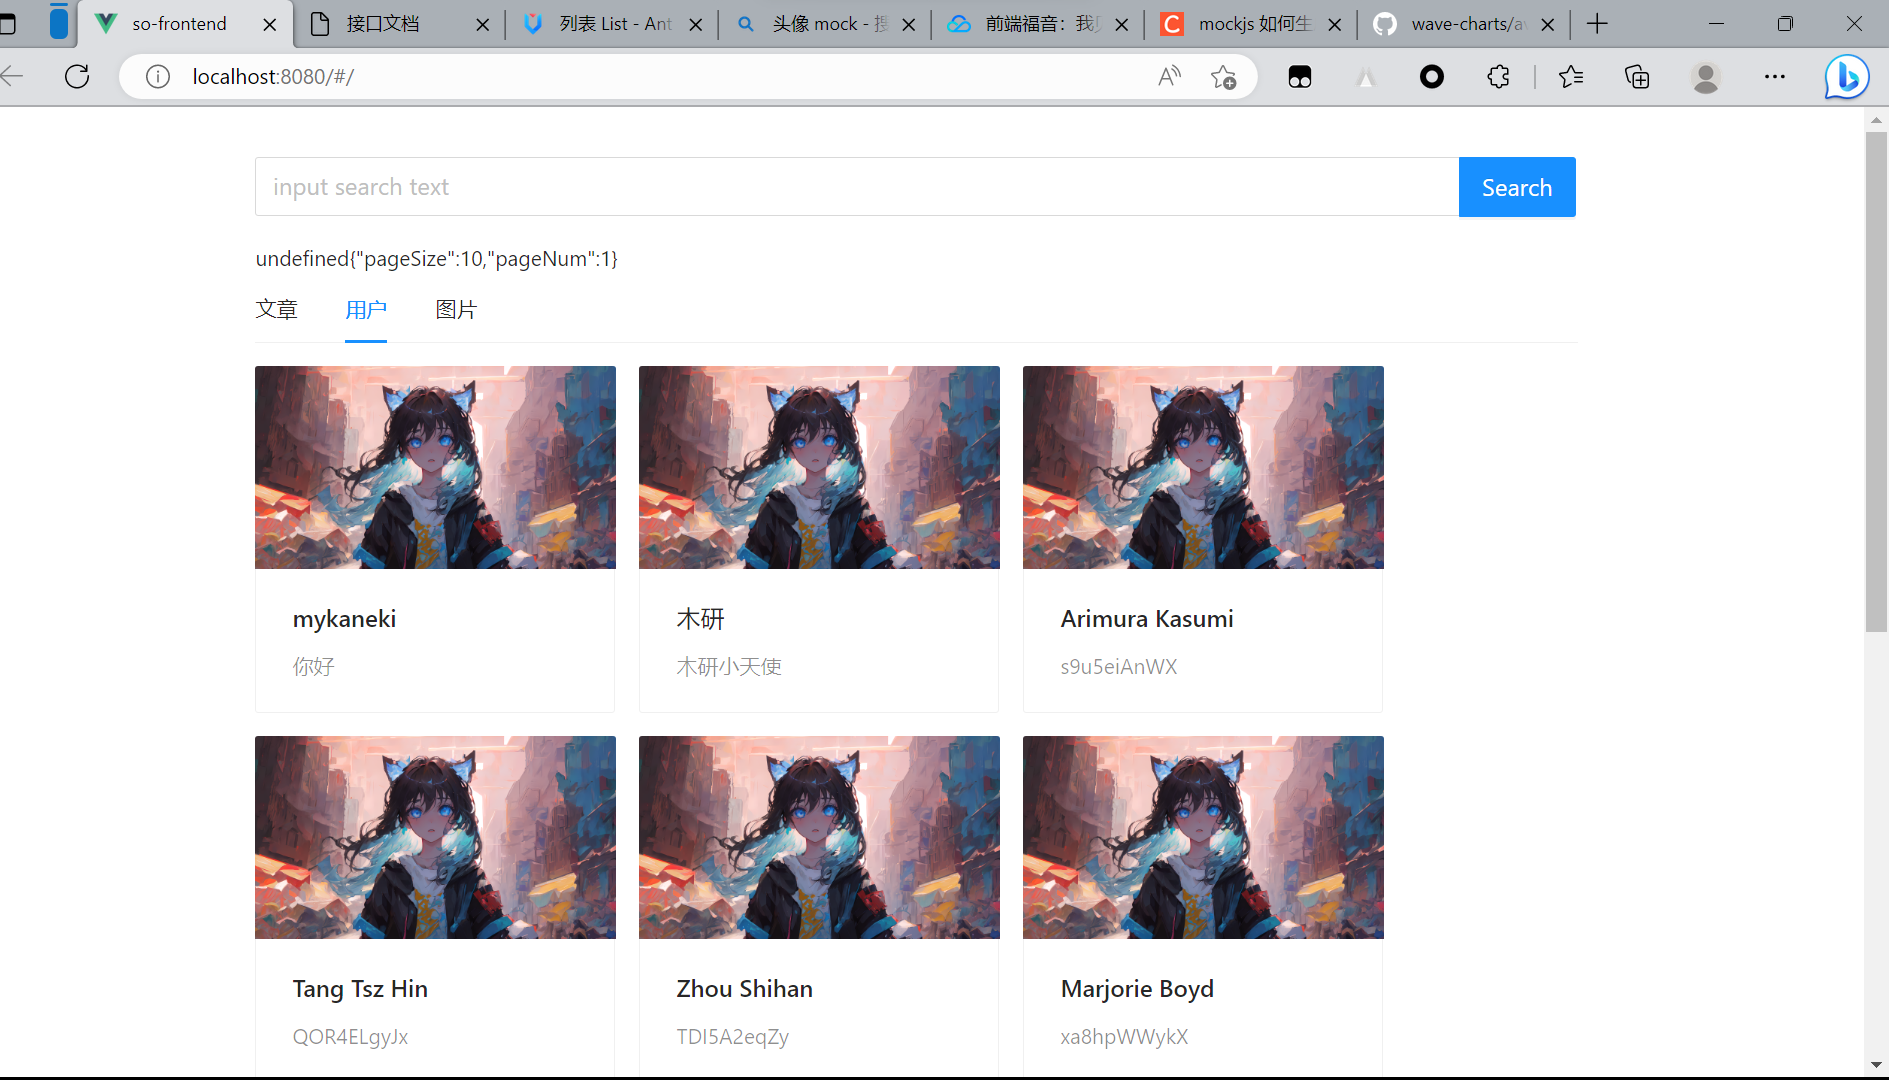 so-frontend
接口文档
列表 List - Ant
头像 mock - 搜
前端福音：我
mockjs 如何生
wave-charts/av
localhost:8080/#/
input search text
Search
undefined{"pageSize":10,"pageNum":1}
文章 用户 图片
mykaneki
你好
木研
木研小天使
Arimura Kasumi
s9u5eiAnWX
Tang Tsz Hin
QOR4ELgyJx
Zhou Shihan
TDI5A2eqZy
Marjorie Boyd
xa8hpWWykX